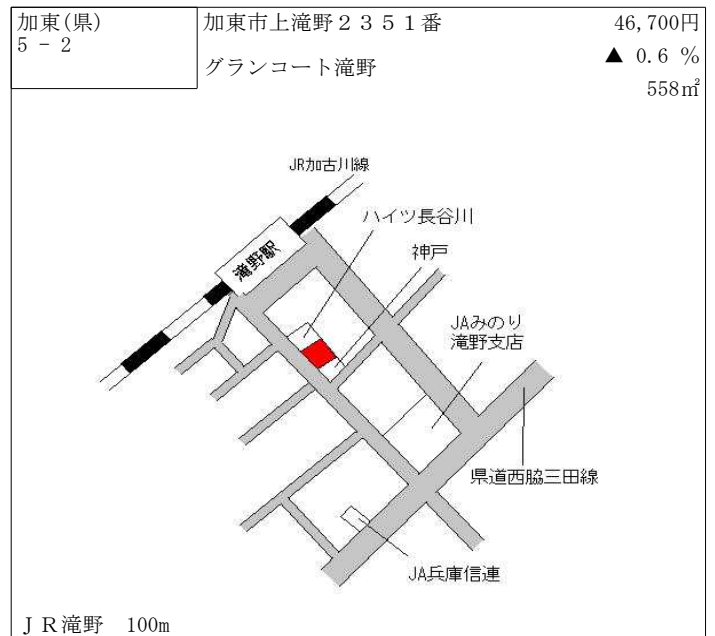 加東(県)
5 - 2
加東市上滝野２３５１番
グランコート滝野
46,700円
▲ 0.6 %
558㎡
JR加古川線
ハイツ長谷川
滝野駅
神戸
JAみのり
滝野支店
県道西脇三田線
JA兵庫信連
ＪＲ滝野 100m